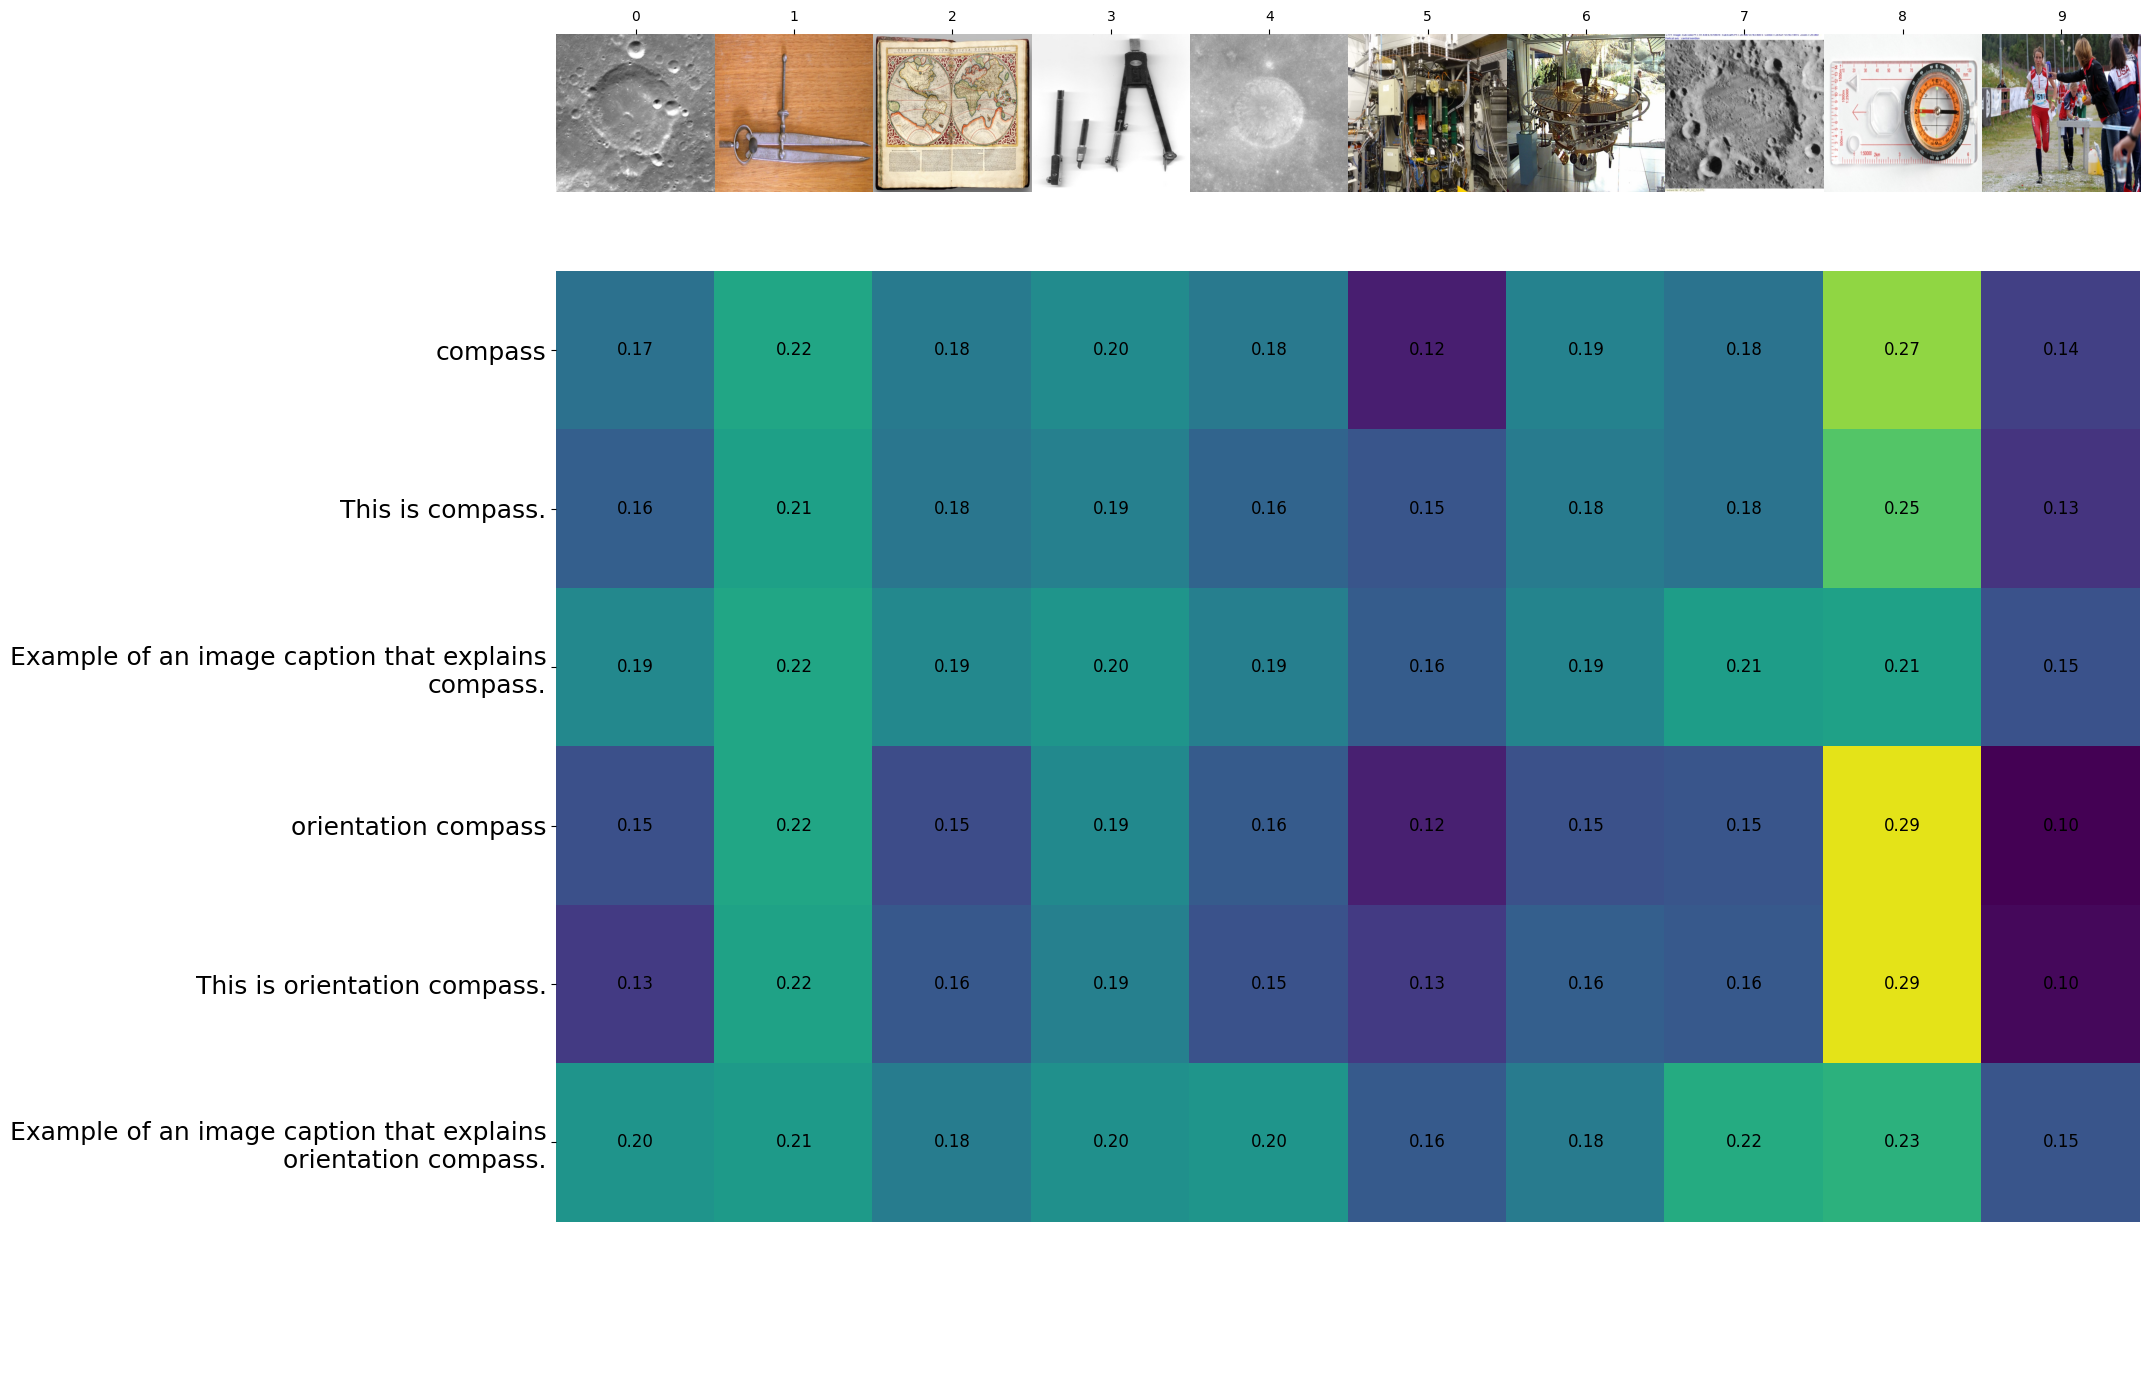 0 1 2 3 4 5 6 7 8 9
compass 0.17 0.22 0.18 0.20 0.18 0.12 0.19 0.18 0.27 0.14
This is compass. 0.16 0.21 0.18 0.19 0.16 0.15 0.18 0.18 0.25 0.13
Example of an image caption that explains
compass. 0.19 0.22 0.19 0.20 0.19 0.16 0.19 0.21 0.21 0.15
orientation compass 0.15 0.22 0.15 0.19 0.16 0.12 0.15 0.15 0.29 0.10
This is orientation compass. 0.13 0.22 0.16 0.19 0.15 0.13 0.16 0.16 0.29 0.10
Example of an image caption that explains
orientation compass. 0.20 0.21 0.18 0.20 0.20 0.16 0.18 0.22 0.23 0.15